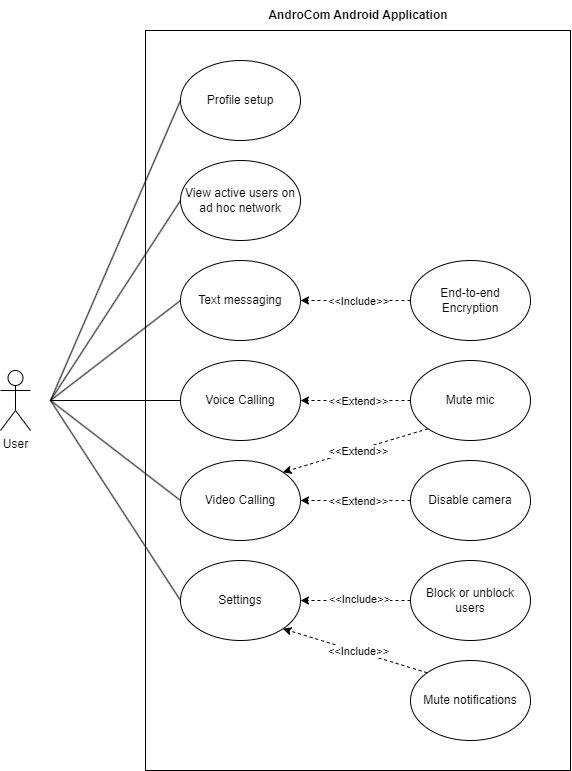 AndroCom Android Application
Profile setup
View active users on
ad hoc network
Text messaging
<<Include>>
End-to-end
Encryption
User
Voice Calling
<<Extend>>
Mute mic
<<Extend>>
Video Calling
<<Extend>>
Disable camera
Settings
<<Include>>
Block or unblock
users
<<Include>>
Mute notifications